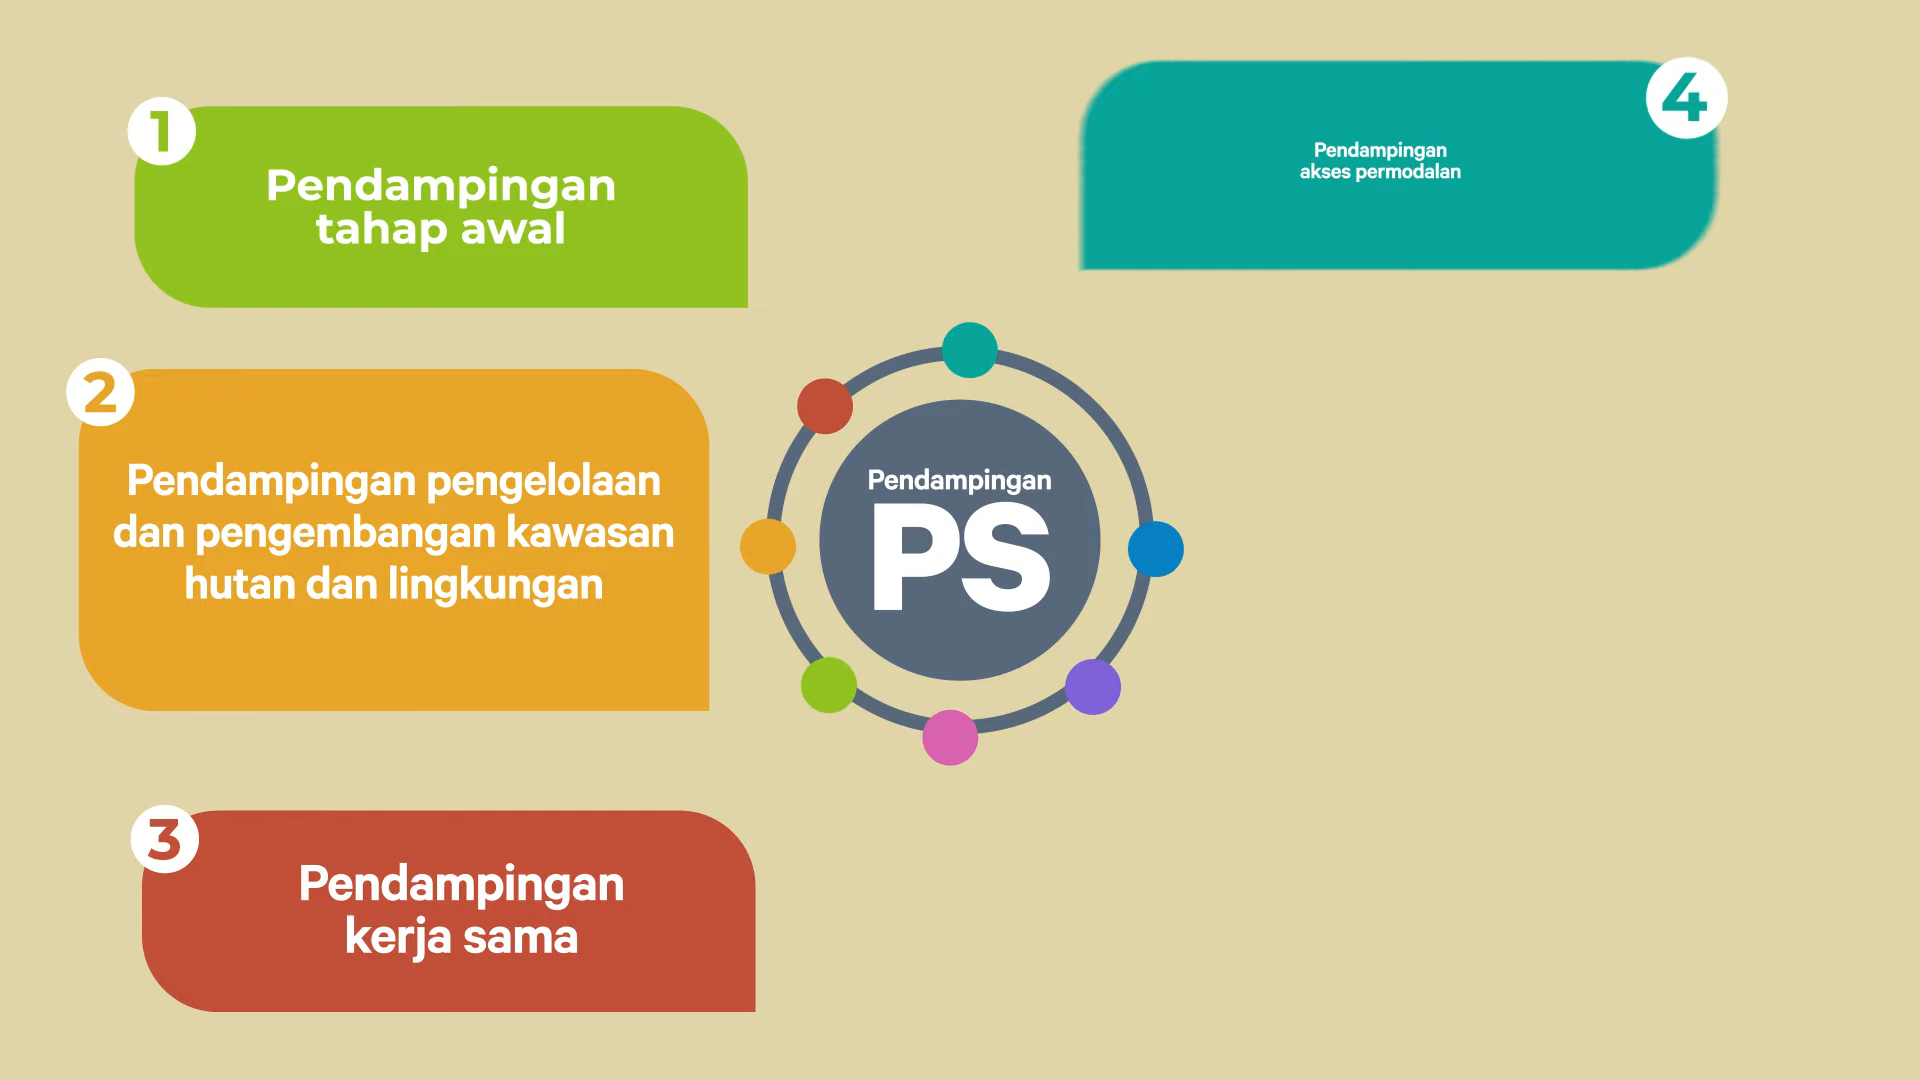 1
Pendampingan
tahap awal
2
Pendampingan pengelolaan
dan pengembangan kawasan
hutan dan lingkungan
3
Pendampingan
kerja sama
Pendampingan
PS
4
Pendampingan
akses permodalan